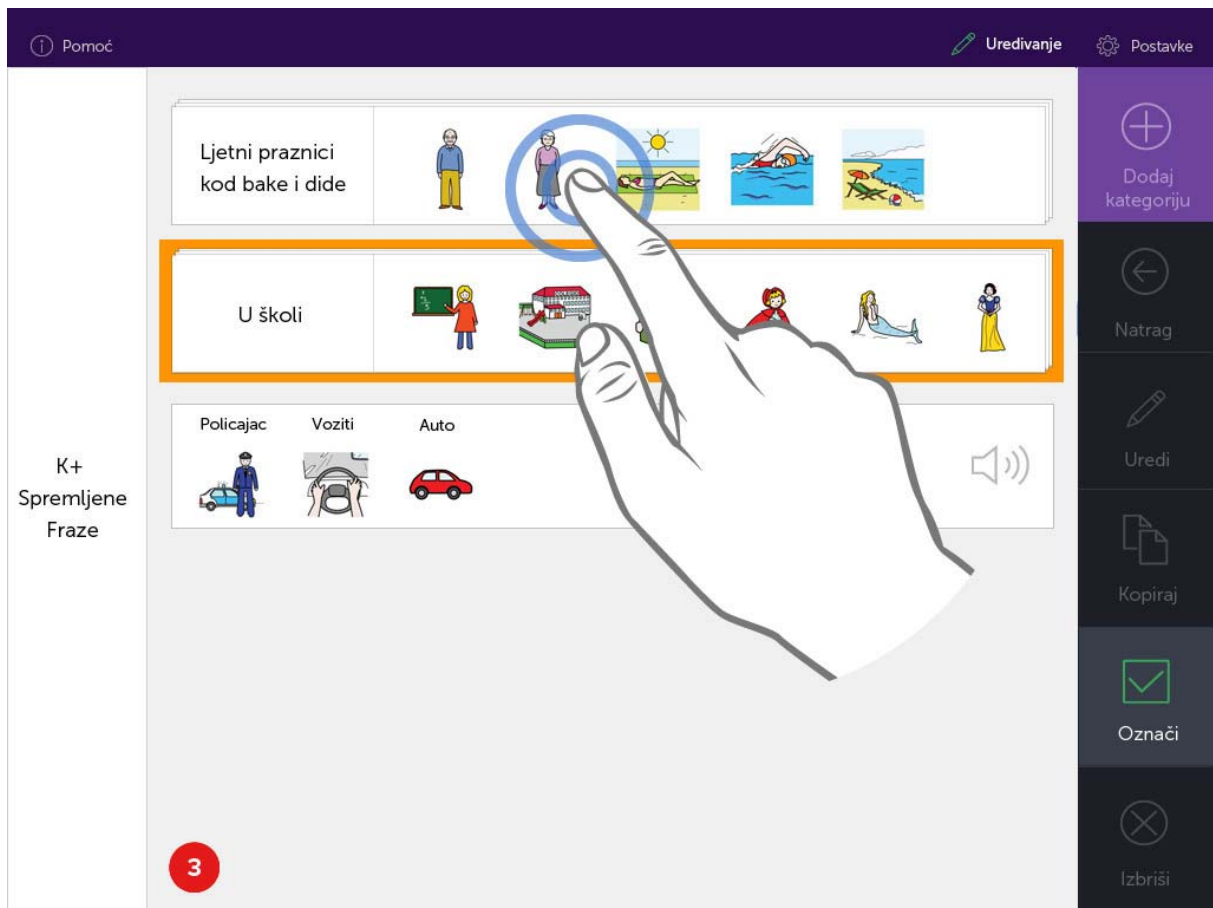 Pomoć
Uredivanje
Postavke
Ljetni praznici
kod bake i dide
U školi
Policajac
Voziti
Auto
K+
Spremljene
Fraze
3
Dodaj
kategoriju
Natrag
Uredi
Kopiraj
Označi
Izbriši